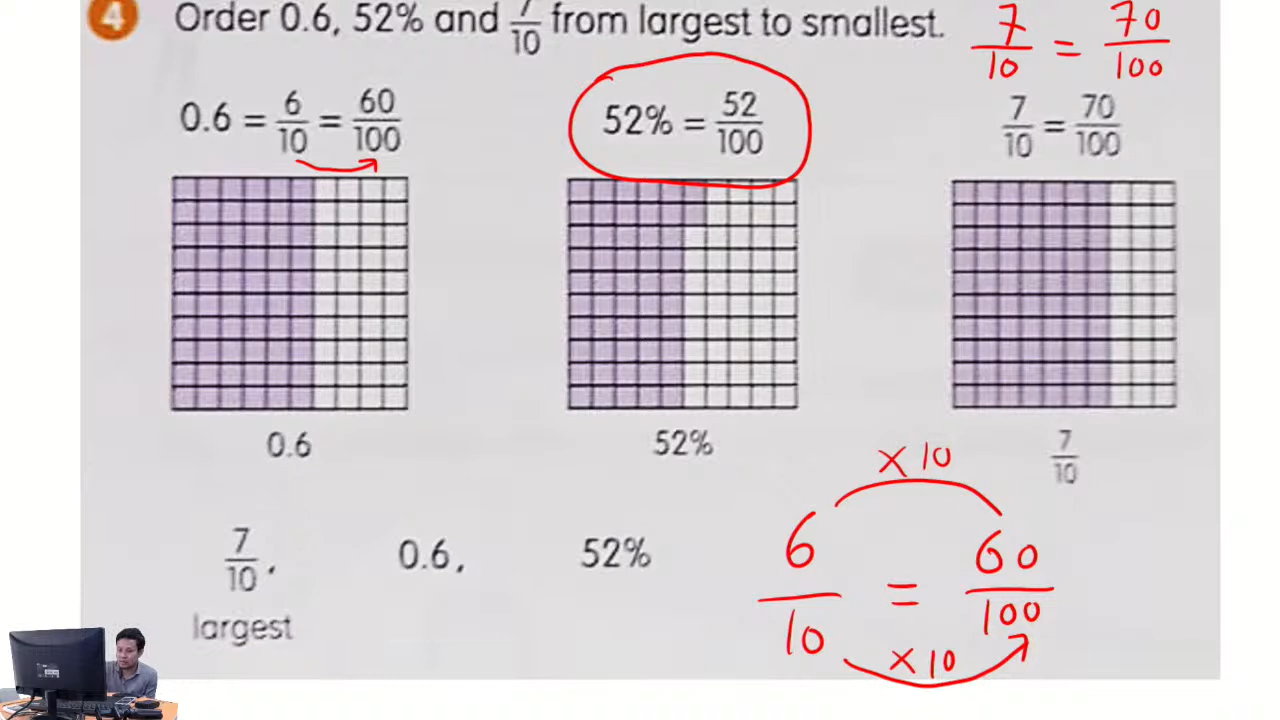 4 Order 0.6, 52% and 7/10 from largest to smallest.
7/10 = 70/100
0.6 = 6/10 = 60/100
52% = 52/100
7/10 = 70/100
0.6
52%
7/10
× 10
6/10 = 60/100
× 10
7/10, 0.6, 52%
largest